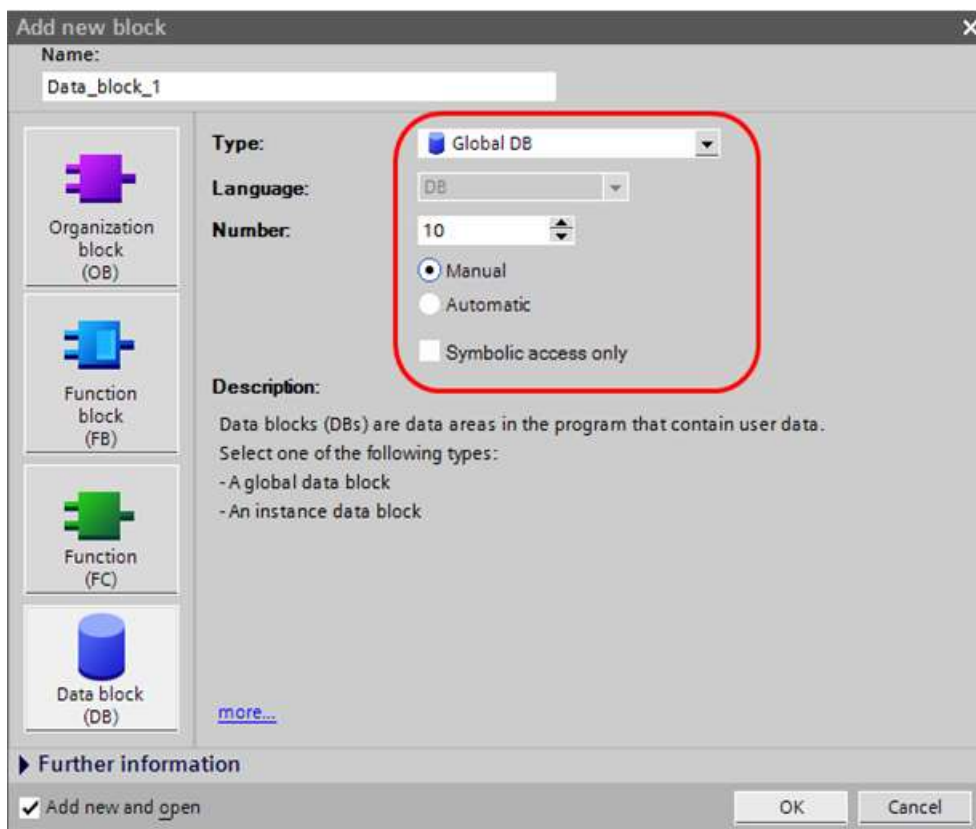 Add new block
Name:
Data_block_1
Organization
block
(OB)
Function
block
(FB)
Function
(FC)
Data block
(DB)
Type: Global DB
Language: DB
Number: 10
Manual
Automatic
Symbolic access only
Description:
Data blocks (DBs) are data areas in the program that contain user data.
Select one of the following types:
- A global data block
- An instance data block
more...
Further information
Add new and open
OK Cancel